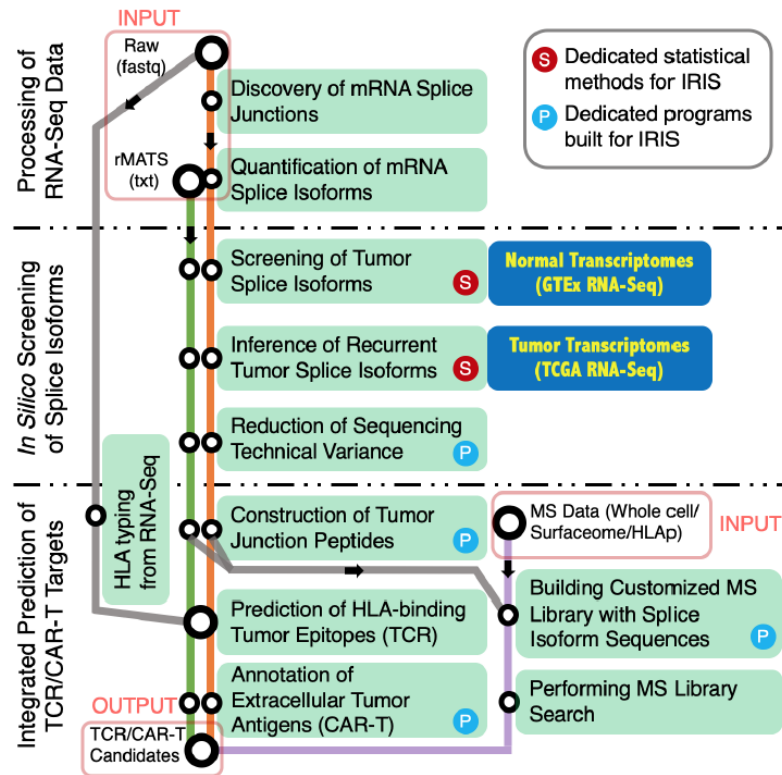 INPUT
Raw
(fastq)
S Dedicated statistical
methods for IRIS
P Dedicated programs
built for IRIS
Processing of
RNA-Seq Data
Discovery of mRNA Splice
Junctions
rMATS
(txt)
Quantification of mRNA
Splice Isoforms
In Silico Screening
of Splice Isoforms
Screening of Tumor
Splice Isoforms
S
Normal Transcriptomes
(GTEx RNA-Seq)
Inference of Recurrent
Tumor Splice Isoforms
S
Tumor Transcriptomes
(TCGA RNA-Seq)
Reduction of Sequencing
Technical Variance
P
HLA typing
from RNA-Seq
Integrated Prediction of
TCR/CAR-T Targets
Construction of Tumor
Junction Peptides
P
MS Data (Whole cell/
Surfaceome/HLAp)
INPUT
Building Customized MS
Library with Splice
Isoform Sequences
P
Prediction of HLA-binding
Tumor Epitopes (TCR)
Annotation of
Extracellular Tumor
Antigens (CAR-T)
P
Performing MS Library
Search
OUTPUT
TCR/CAR-T
Candidates